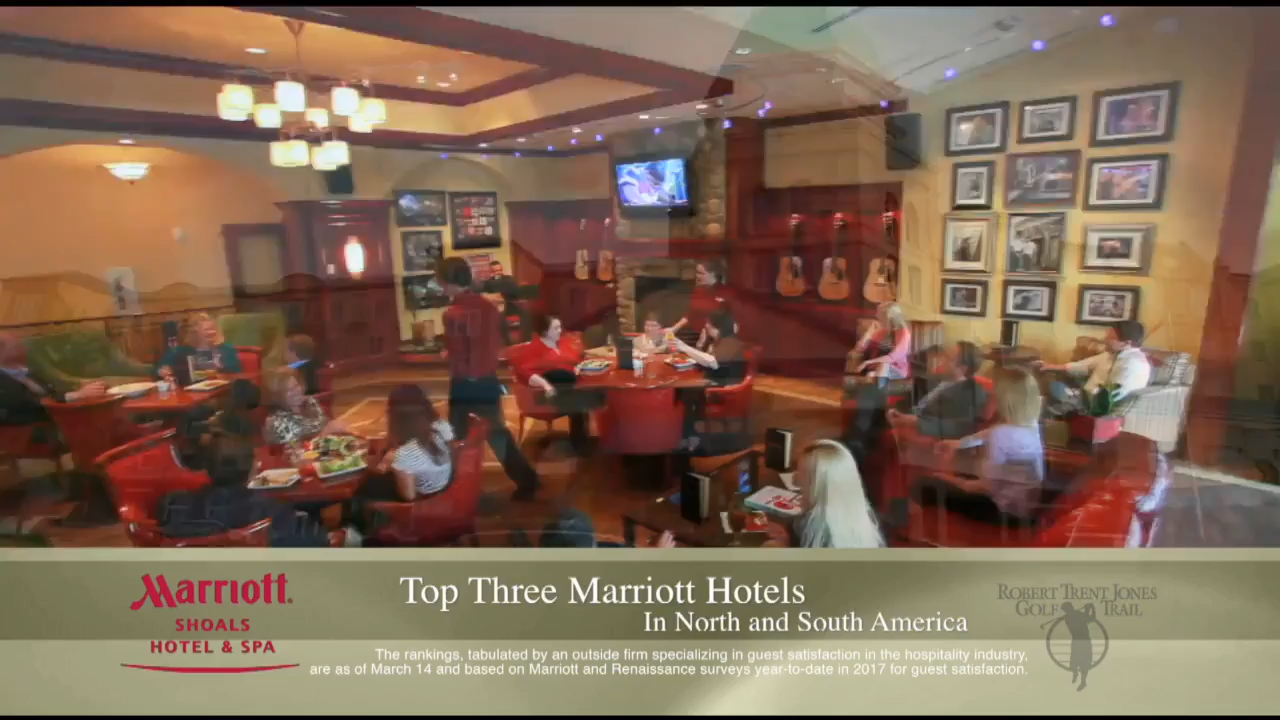 Marriott
SHOALS
HOTEL & SPA
Top Three Marriott Hotels
In North and South America
The rankings, tabulated by an outside firm specializing in guest satisfaction in the hospitality industry,
are as of March 14 and based on Marriott and Renaissance surveys year-to-date in 2017 for guest satisfaction.
ROBERT TRENT JONES
GOLF TRAIL